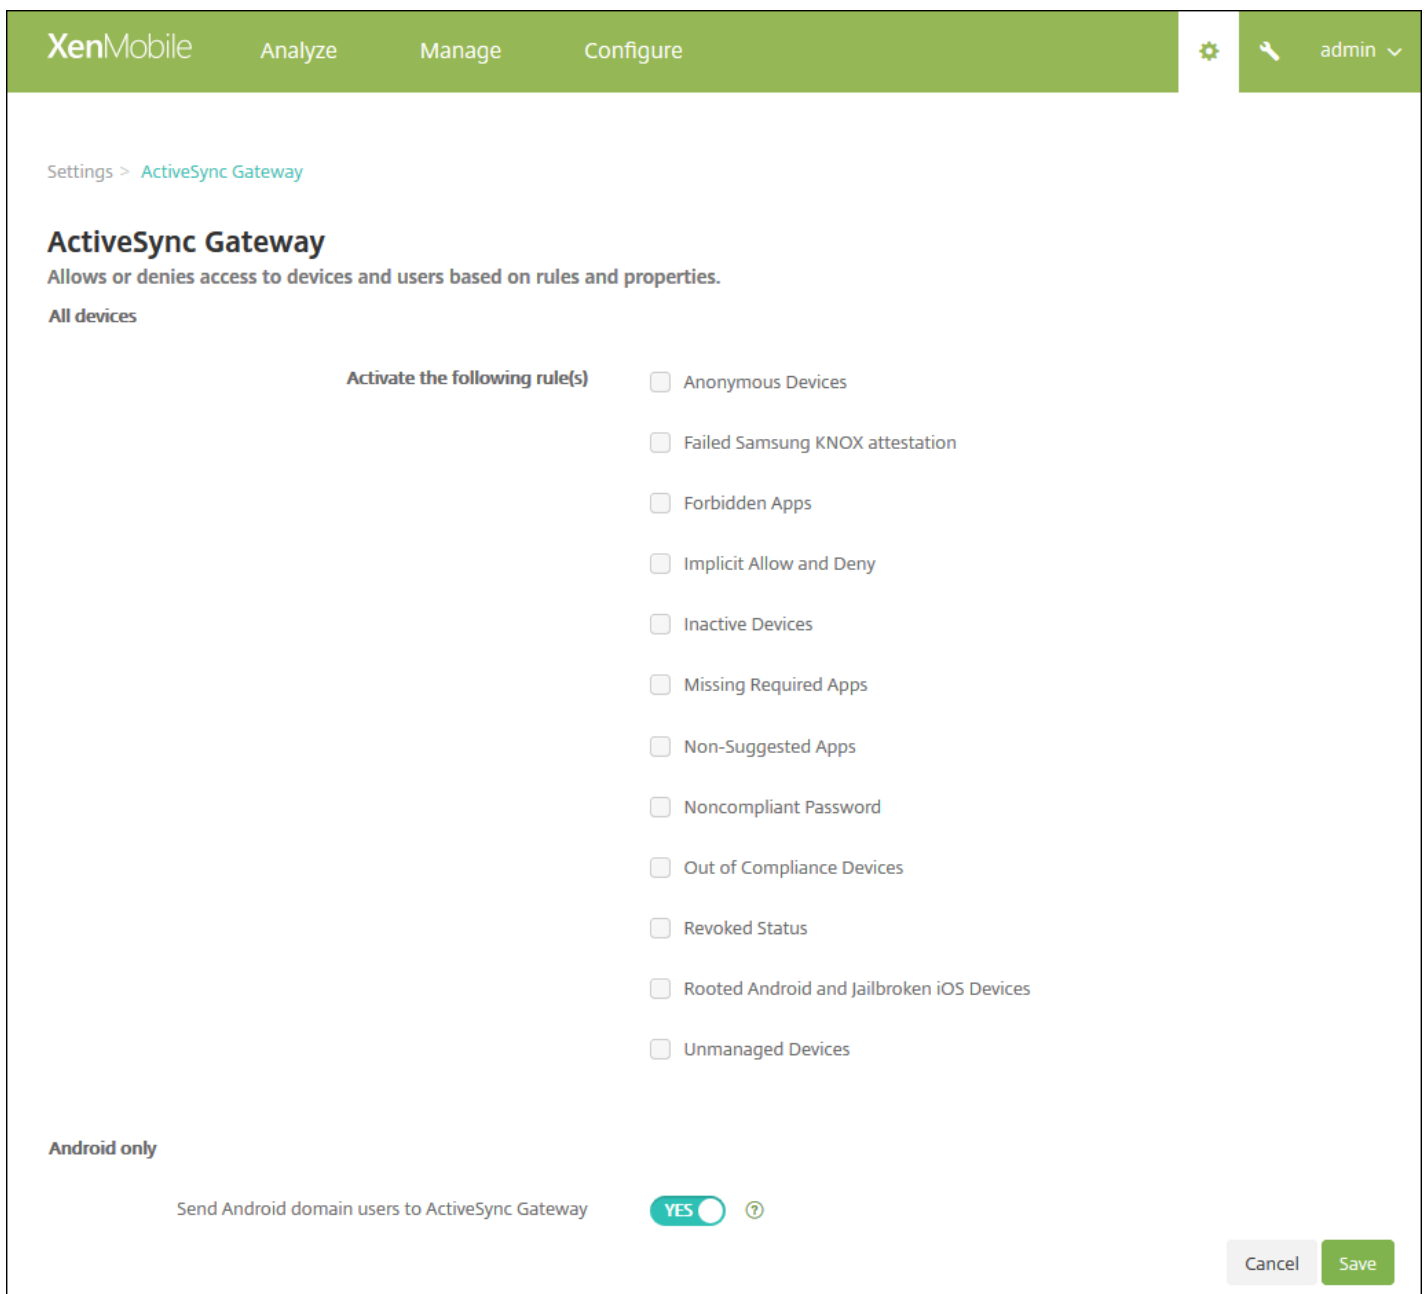 XenMobile Analyze Manage Configure admin
Settings > ActiveSync Gateway
ActiveSync Gateway
Allows or denies access to devices and users based on rules and properties.
All devices
Activate the following rule(s)
Anonymous Devices
Failed Samsung KNOX attestation
Forbidden Apps
Implicit Allow and Deny
Inactive Devices
Missing Required Apps
Non-Suggested Apps
Noncompliant Password
Out of Compliance Devices
Revoked Status
Rooted Android and Jailbroken iOS Devices
Unmanaged Devices
Android only
Send Android domain users to ActiveSync Gateway YES ?
Cancel Save